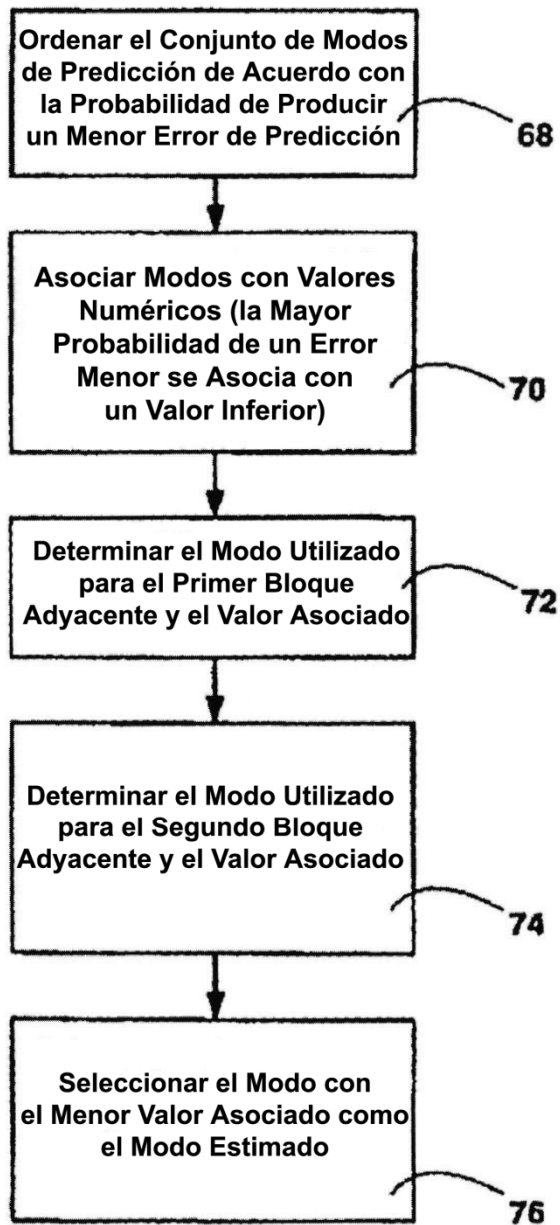 Ordenar el Conjunto de Modos
de Predicción de Acuerdo con
la Probabilidad de Producir
un Menor Error de Predicción
68
Asociar Modos con Valores
Numéricos (la Mayor
Probabilidad de un Error
Menor se Asocia con
un Valor Inferior)
70
Determinar el Modo Utilizado
para el Primer Bloque
Adyacente y el Valor Asociado
72
Determinar el Modo Utilizado
para el Segundo Bloque
Adyacente y el Valor Asociado
74
Seleccionar el Modo con
el Menor Valor Asociado como
el Modo Estimado
76